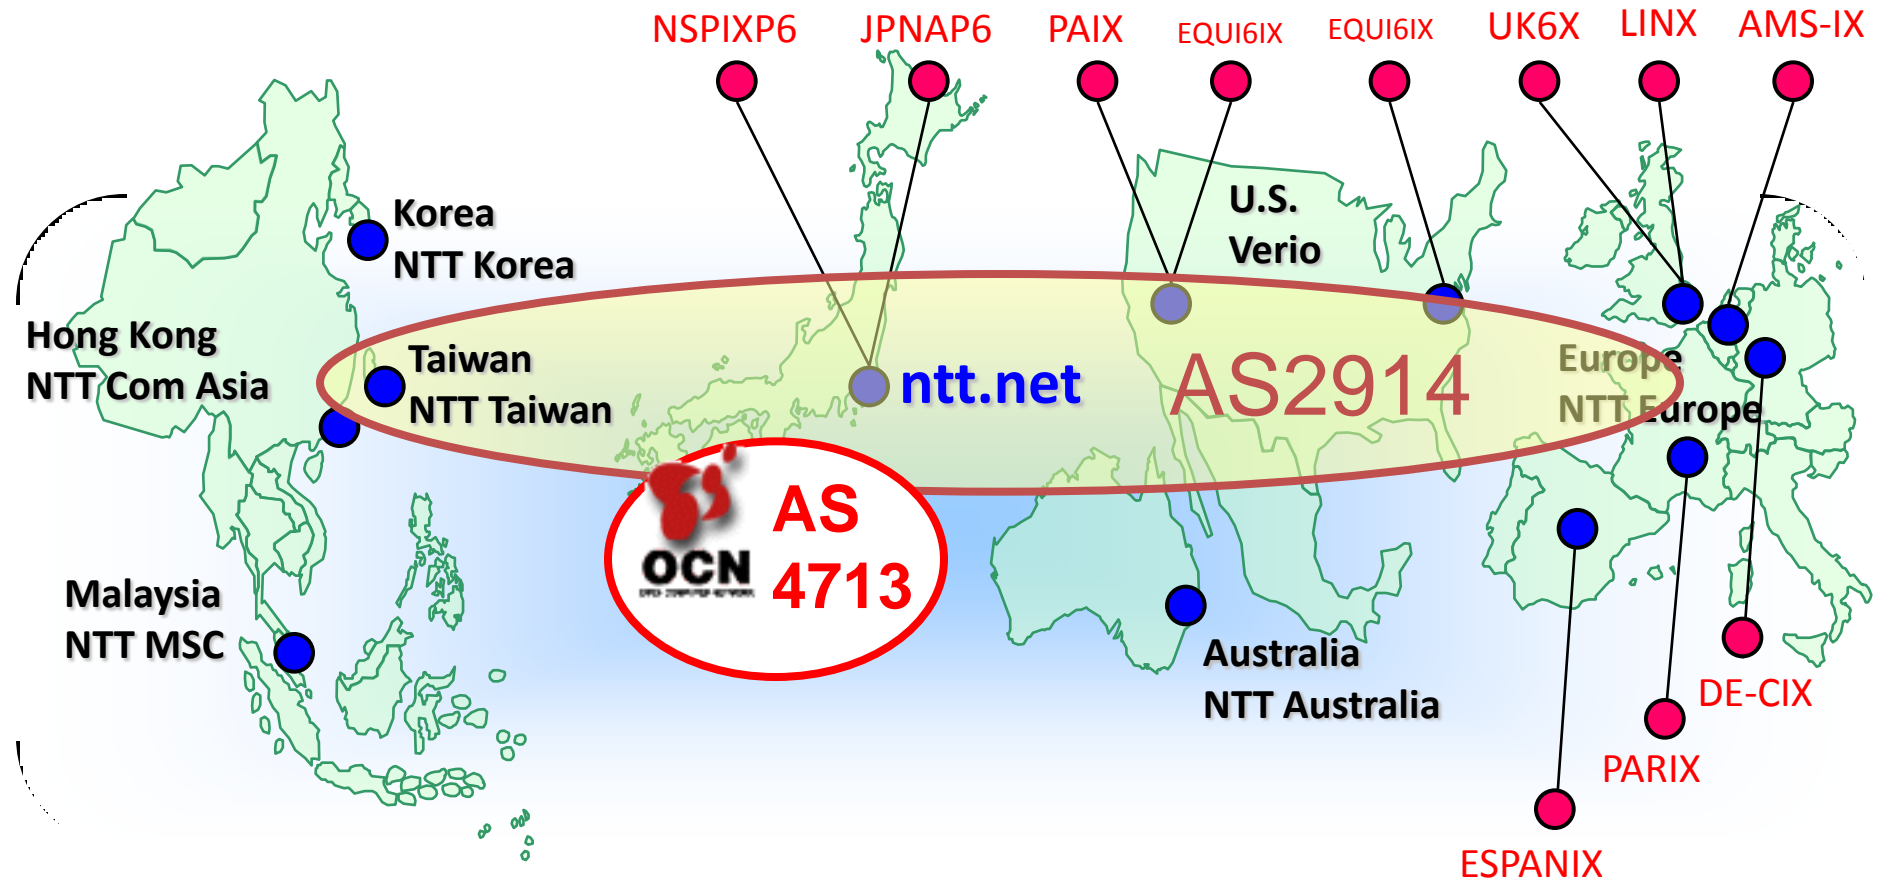 NSPIXP6
JPNAP6
PAIX
EQUI6IX
EQUI6IX
UK6X
LINX
AMS-IX
Korea
NTT Korea
U.S.
Verio
Hong Kong
NTT Com Asia
Taiwan
NTT Taiwan
ntt.net
AS2914
Europe
NTT Europe
OCN
AS
4713
Malaysia
NTT MSC
Australia
NTT Australia
DE-CIX
PARIX
ESPANIX